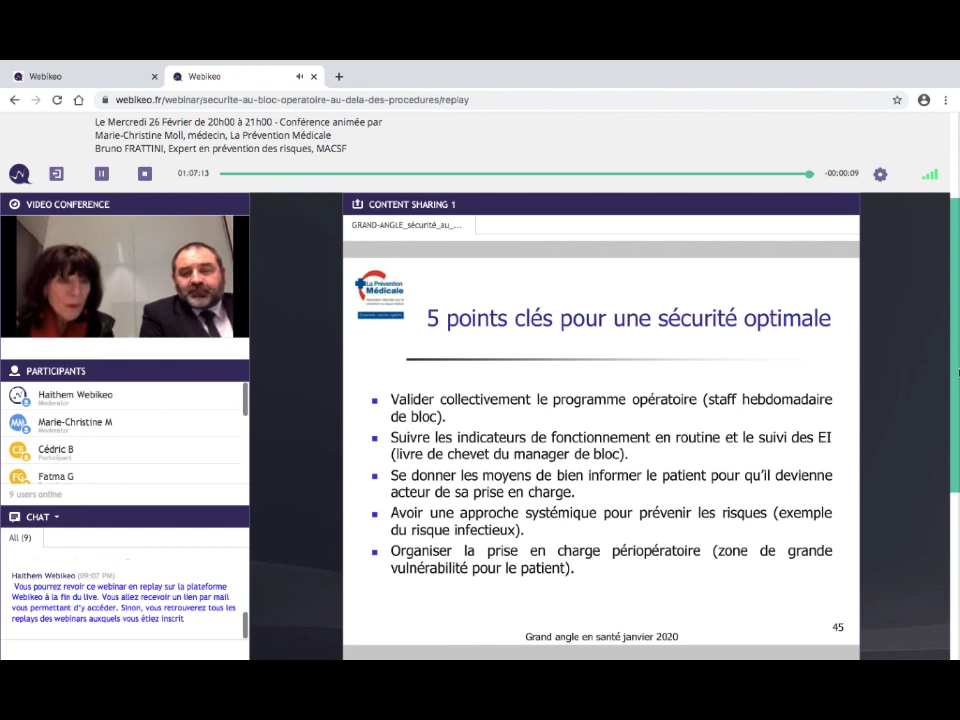 Webikeo
Webikeo
webikeo.fr/webinar/securite-au-bloc-operatoire-au-dela-des-procedures/replay
Le Mercredi 26 Février de 20h00 à 21h00 - Conférence animée par
Marie-Christine Moll, médecin, La Prévention Médicale
Bruno FRATTINI, Expert en prévention des risques, MACSF
01:07:13
-00:00:09
VIDEO CONFERENCE
PARTICIPANTS
Haithem Webikeo
Moderator
MM
Marie-Christine M
Moderator
CB
Cédric B
Participant
FG
Fatma G
9 users online
CHAT
All (9)
Haithem Webikeo (09:07 PM)
Vous pourrez revoir ce webinar en replay sur la plateforme
Webikeo à la fin du live. Vous allez recevoir un lien par mail
vous permettant d'y accéder. Sinon, vous retrouverez tous les
replays des webinars auxquels vous étiez inscrit
CONTENT SHARING 1
GRAND-ANGLE_sécurité_au_...
La Prévention
Médicale
5 points clés pour une sécurité optimale
Valider collectivement le programme opératoire (staff hebdomadaire
de bloc).
Suivre les indicateurs de fonctionnement en routine et le suivi des EI
(livre de chevet du manager de bloc).
Se donner les moyens de bien informer le patient pour qu'il devienne
acteur de sa prise en charge.
Avoir une approche systémique pour prévenir les risques (exemple
du risque infectieux).
Organiser la prise en charge périopératoire (zone de grande
vulnérabilité pour le patient).
45
Grand angle en santé janvier 2020